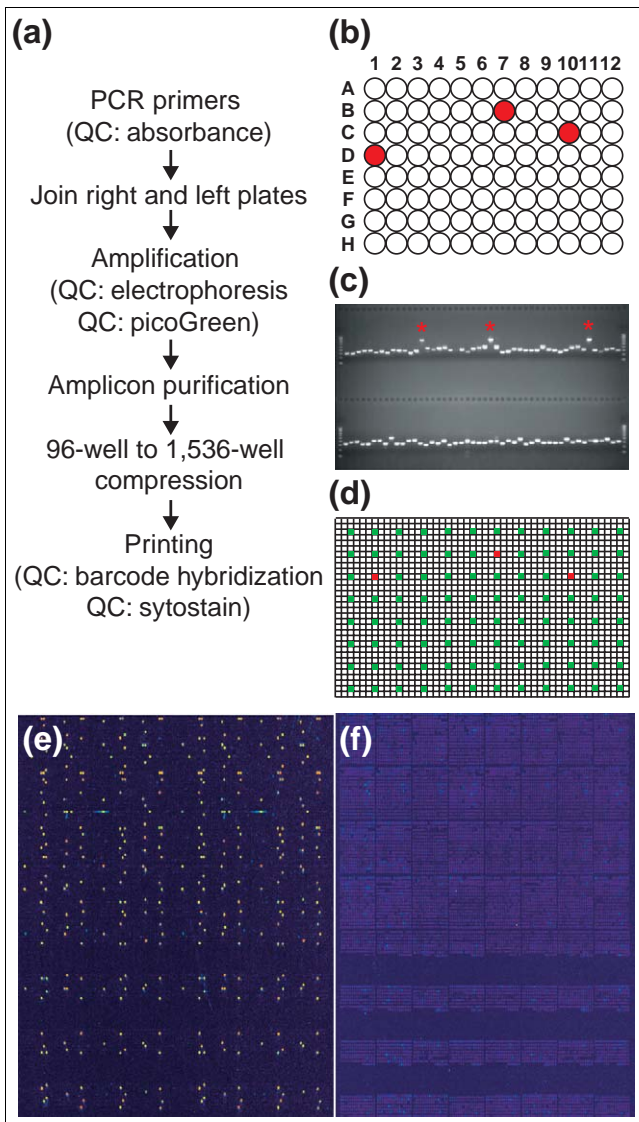 (a)
PCR primers
(QC: absorbance)
Join right and left plates
Amplification
(QC: electrophoresis
QC: picoGreen)
Amplicon purification
96-well to 1,536-well
compression
Printing
(QC: barcode hybridization
QC: sytostain)
(b)
1 2 3 4 5 6 7 8 9 10 11 12
A
B
C
D
E
F
G
H
(c)
* * *
(d)
(e)
(f)